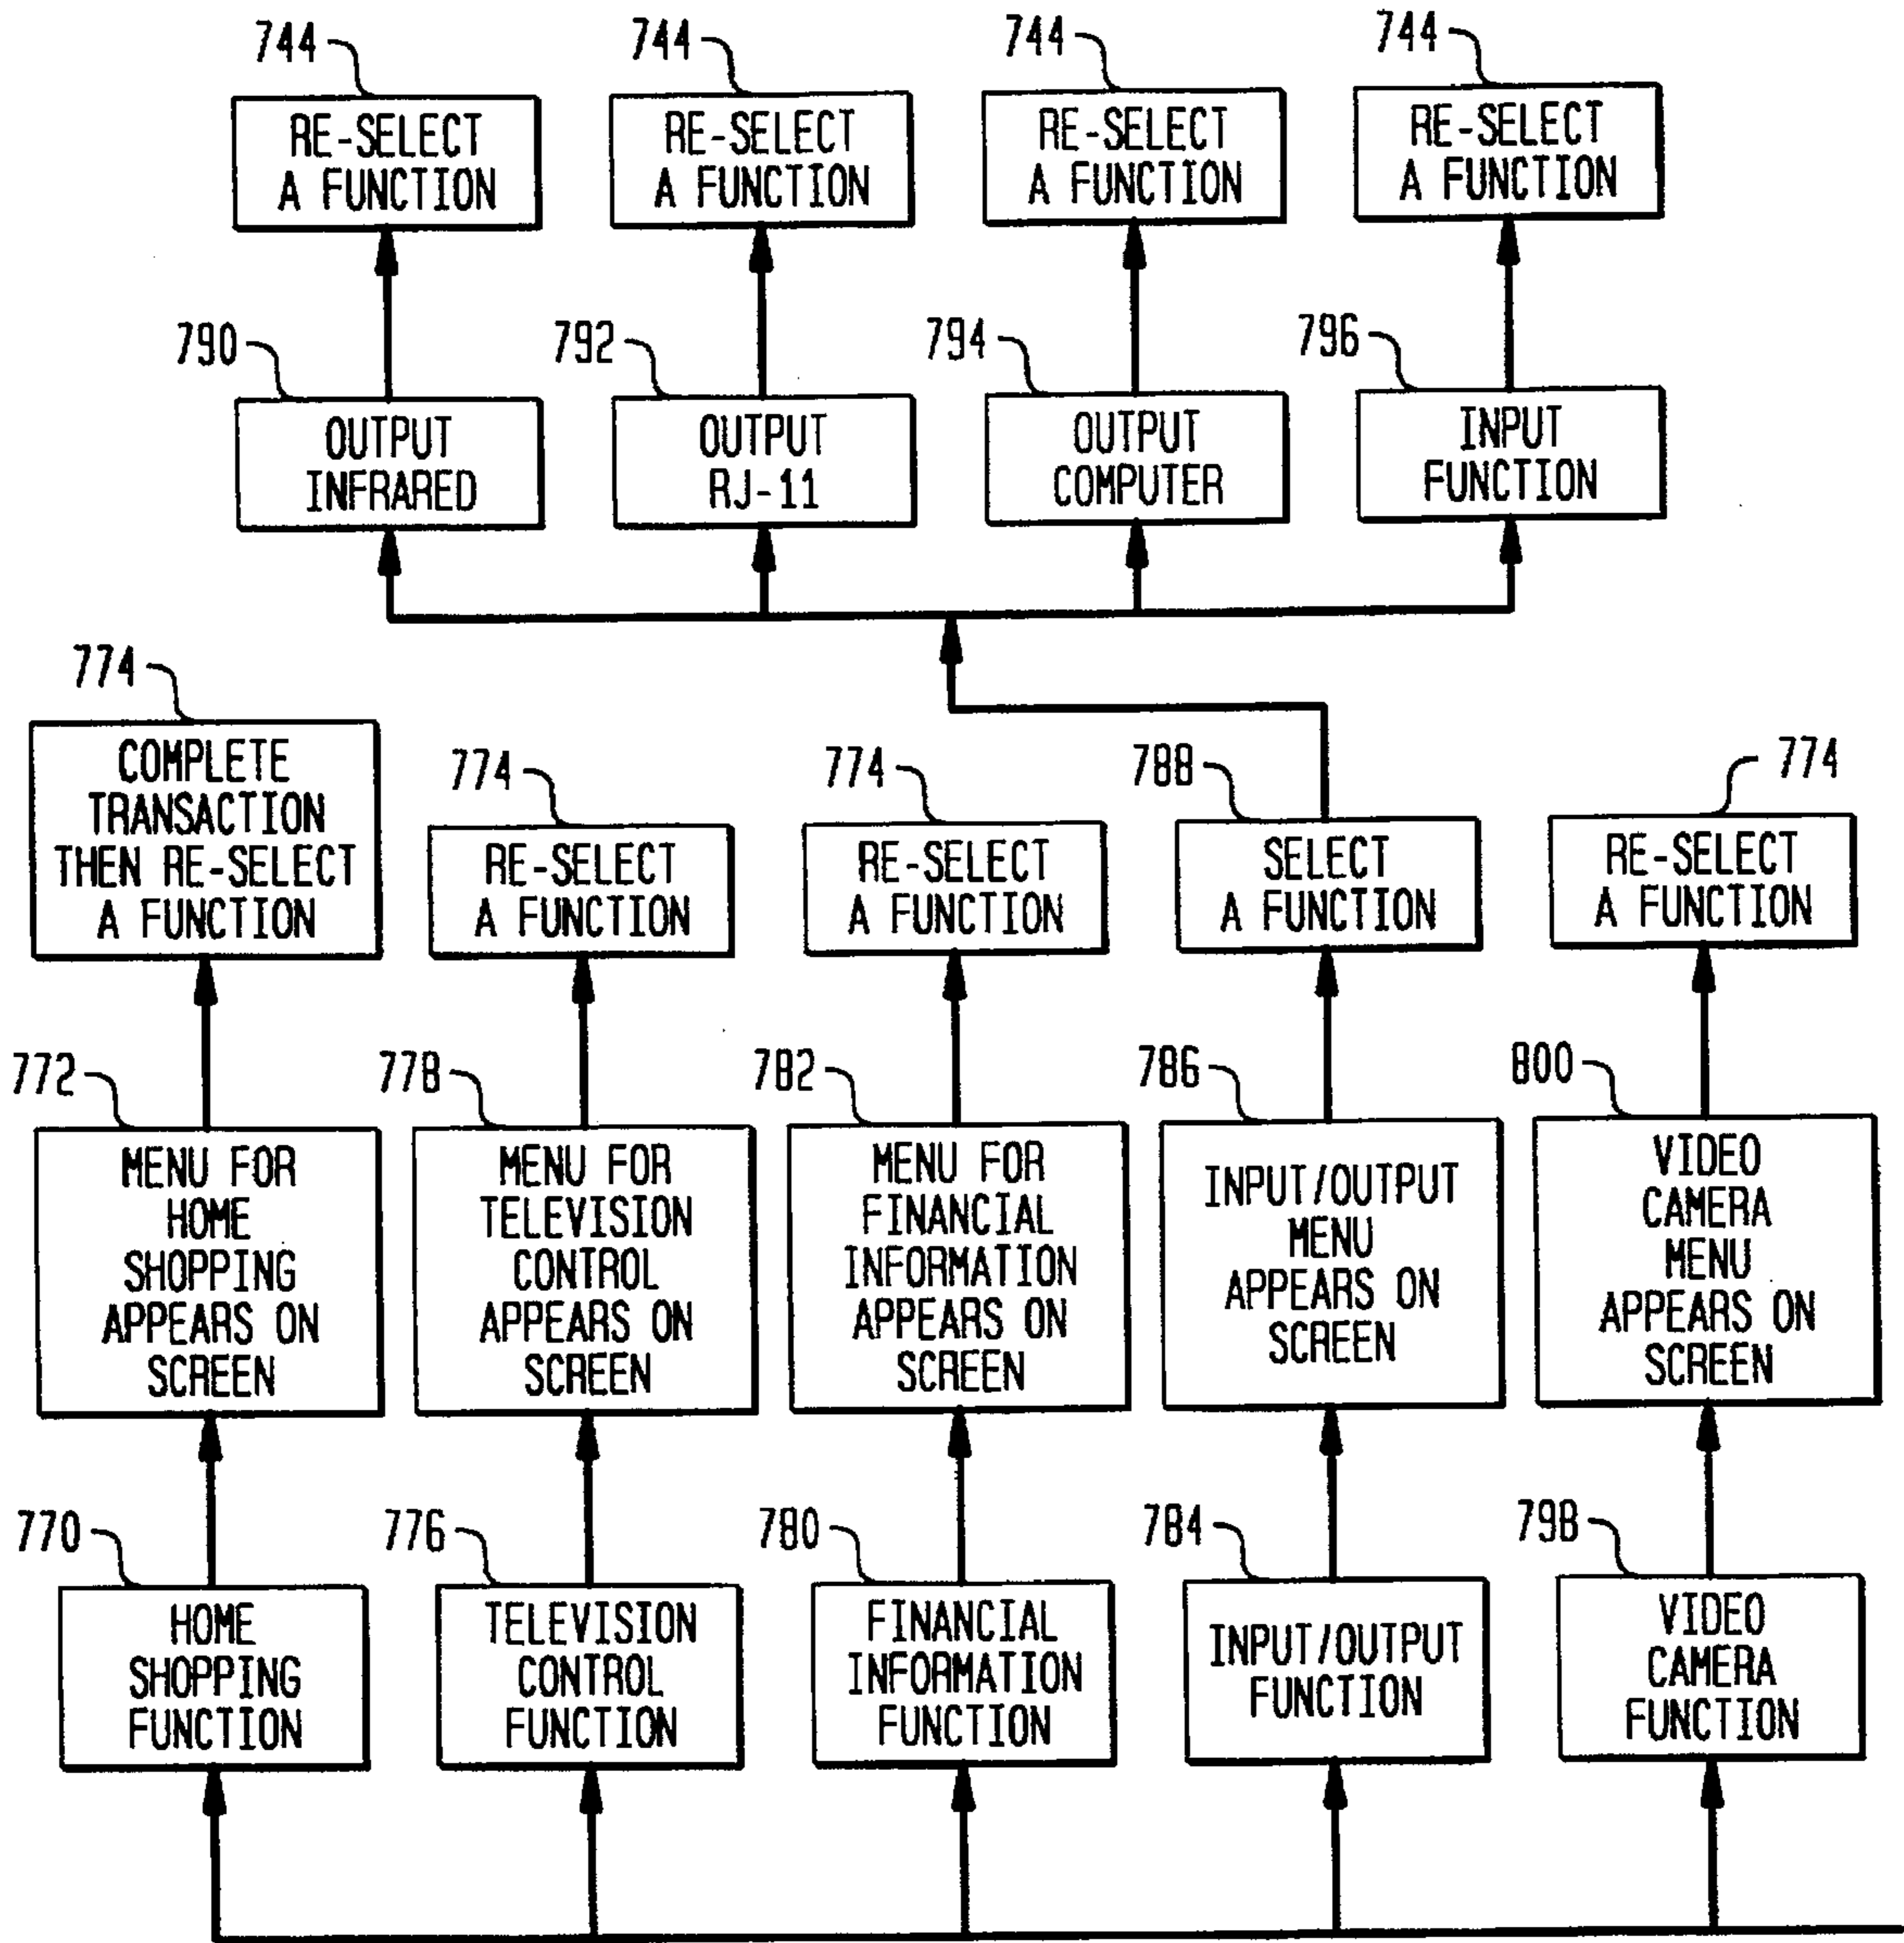 744
744
744
744
RE-SELECT
A FUNCTION
RE-SELECT
A FUNCTION
RE-SELECT
A FUNCTION
RE-SELECT
A FUNCTION
790
792
794
796
OUTPUT
INFRARED
OUTPUT
RJ-11
OUTPUT
COMPUTER
INPUT
FUNCTION
774
774
774
788
774
COMPLETE
TRANSACTION
THEN RE-SELECT
A FUNCTION
RE-SELECT
A FUNCTION
RE-SELECT
A FUNCTION
SELECT
A FUNCTION
RE-SELECT
A FUNCTION
772
778
782
786
800
MENU FOR
HOME
SHOPPING
APPEARS ON
SCREEN
MENU FOR
TELEVISION
CONTROL
APPEARS ON
SCREEN
MENU FOR
FINANCIAL
INFORMATION
APPEARS ON
SCREEN
INPUT/OUTPUT
MENU
APPEARS ON
SCREEN
VIDEO
CAMERA
MENU
APPEARS ON
SCREEN
770
776
780
784
798
HOME
SHOPPING
FUNCTION
TELEVISION
CONTROL
FUNCTION
FINANCIAL
INFORMATION
FUNCTION
INPUT/OUTPUT
FUNCTION
VIDEO
CAMERA
FUNCTION